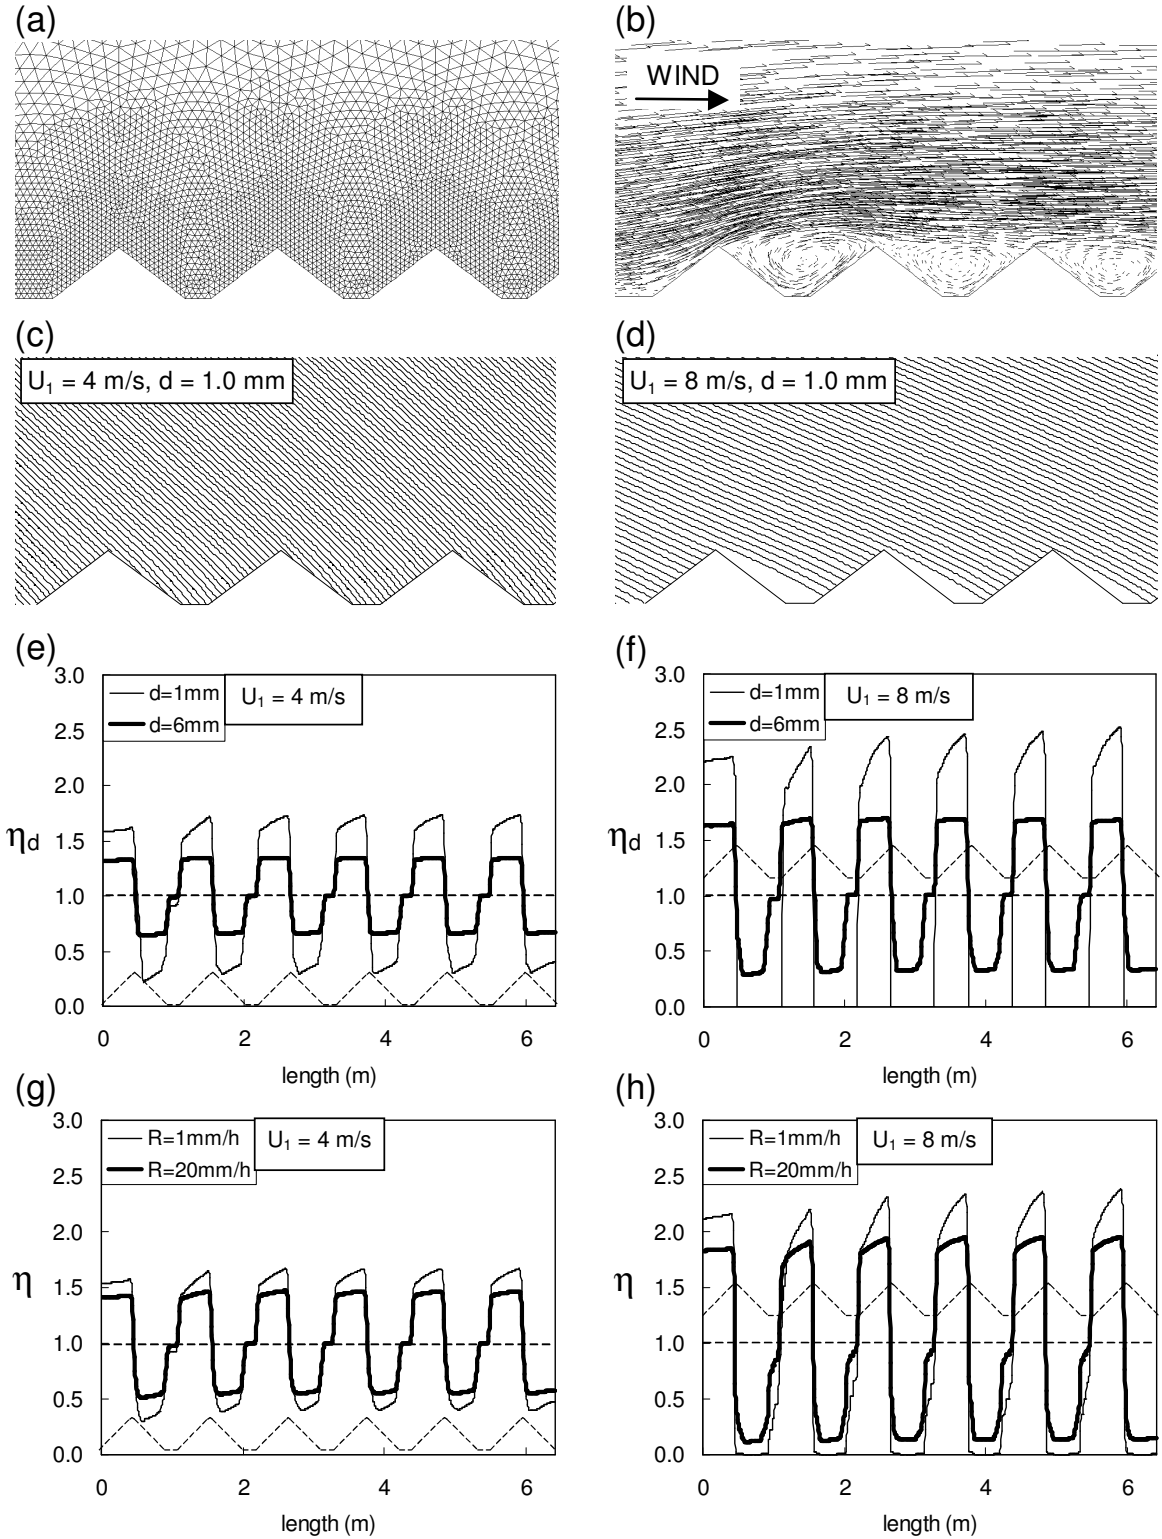 (a)
(b)
WIND
(c)
(d)
U₁ = 4 m/s, d = 1.0 mm
U₁ = 8 m/s, d = 1.0 mm
(e)
3.0
2.5
2.0
1.5
1.0
0.5
0.0
ηd
d=1mm
d=6mm
U₁ = 4 m/s
0 2 4 6
length (m)
(f)
3.0
2.5
2.0
1.5
1.0
0.5
0.0
ηd
d=1mm
d=6mm
U₁ = 8 m/s
0 2 4 6
length (m)
(g)
3.0
2.5
2.0
1.5
1.0
0.5
0.0
η
R=1mm/h
R=20mm/h
U₁ = 4 m/s
0 2 4 6
length (m)
(h)
3.0
2.5
2.0
1.5
1.0
0.5
0.0
η
R=1mm/h
R=20mm/h
U₁ = 8 m/s
0 2 4 6
length (m)